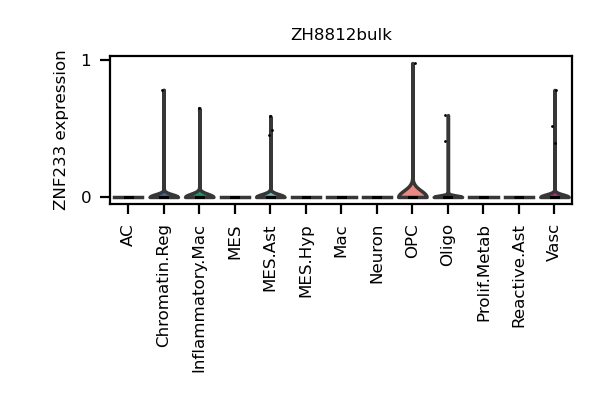 ZH8812bulk
ZNF233 expression
1
0
AC
Chromatin.Reg
Inflammatory.Mac
MES
MES.Ast
MES.Hyp
Mac
Neuron
OPC
Oligo
Prolif.Metab
Reactive.Ast
Vasc